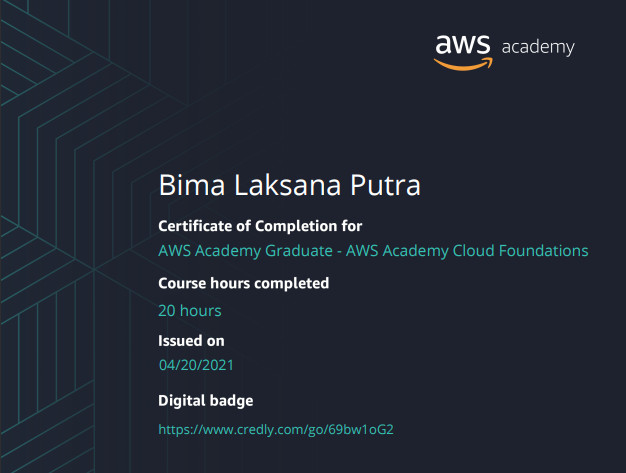 aws academy
Bima Laksana Putra
Certificate of Completion for
AWS Academy Graduate - AWS Academy Cloud Foundations
Course hours completed
20 hours
Issued on
04/20/2021
Digital badge
https://www.credly.com/go/69bw1oG2